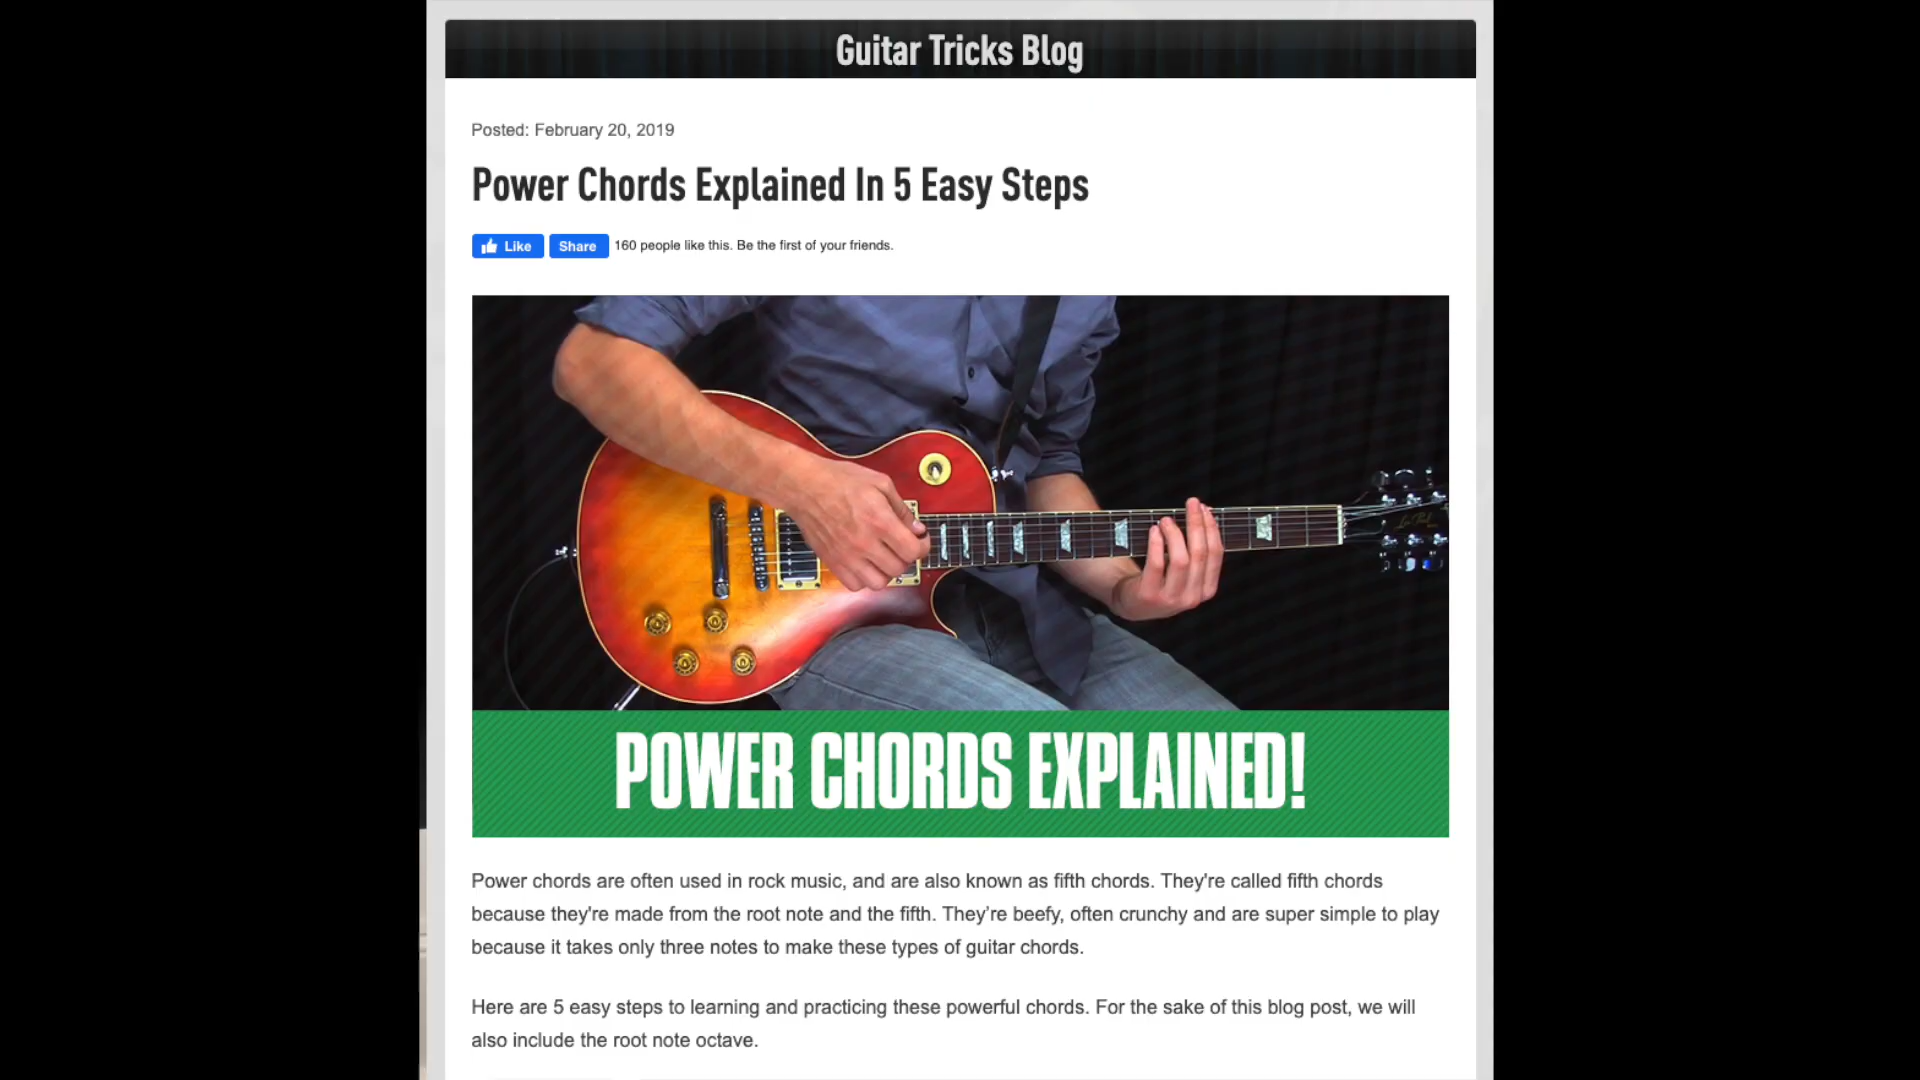 Guitar Tricks Blog
Posted: February 20, 2019
Power Chords Explained In 5 Easy Steps
Like Share 160 people like this. Be the first of your friends.
POWER CHORDS EXPLAINED!
Power chords are often used in rock music, and are also known as fifth chords. They're called fifth chords
because they're made from the root note and the fifth. They’re beefy, often crunchy and are super simple to play
because it takes only three notes to make these types of guitar chords.
Here are 5 easy steps to learning and practicing these powerful chords. For the sake of this blog post, we will
also include the root note octave.